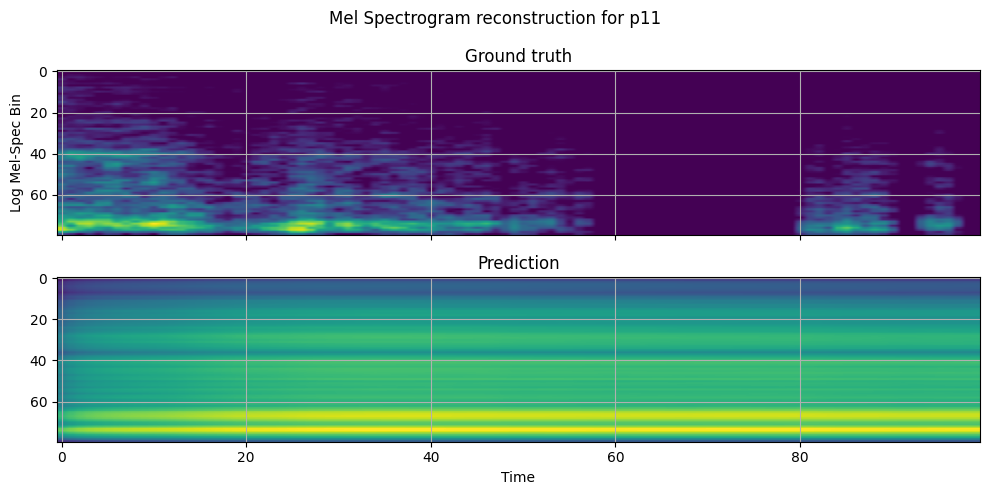 Mel Spectrogram reconstruction for p11
Ground truth
Log Mel-Spec Bin
0
20
40
60
Prediction
0
20
40
60
0 20 40 60 80
Time